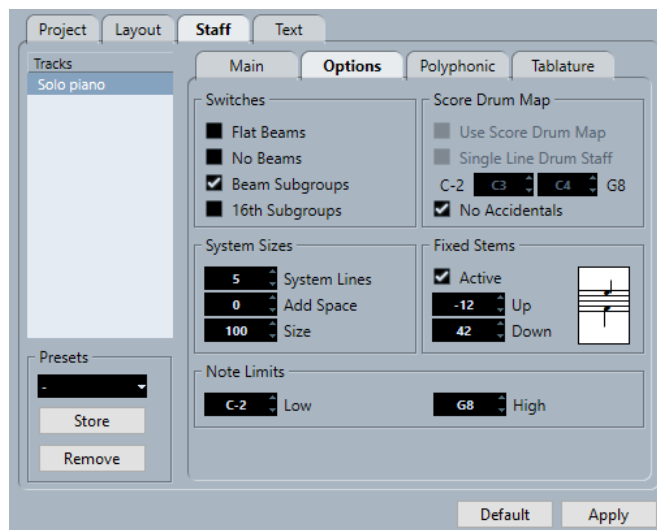 Project Layout Staff Text
Tracks
Solo piano
Main Options Polyphonic Tablature
Switches
Flat Beams
No Beams
Beam Subgroups
16th Subgroups
Score Drum Map
Use Score Drum Map
Single Line Drum Staff
C-2 C3 C4 G8
No Accidentals
System Sizes
5 System Lines
0 Add Space
100 Size
Fixed Stems
Active
-12 Up
42 Down
Note Limits
C-2 Low G8 High
Presets
-
Store
Remove
Default Apply